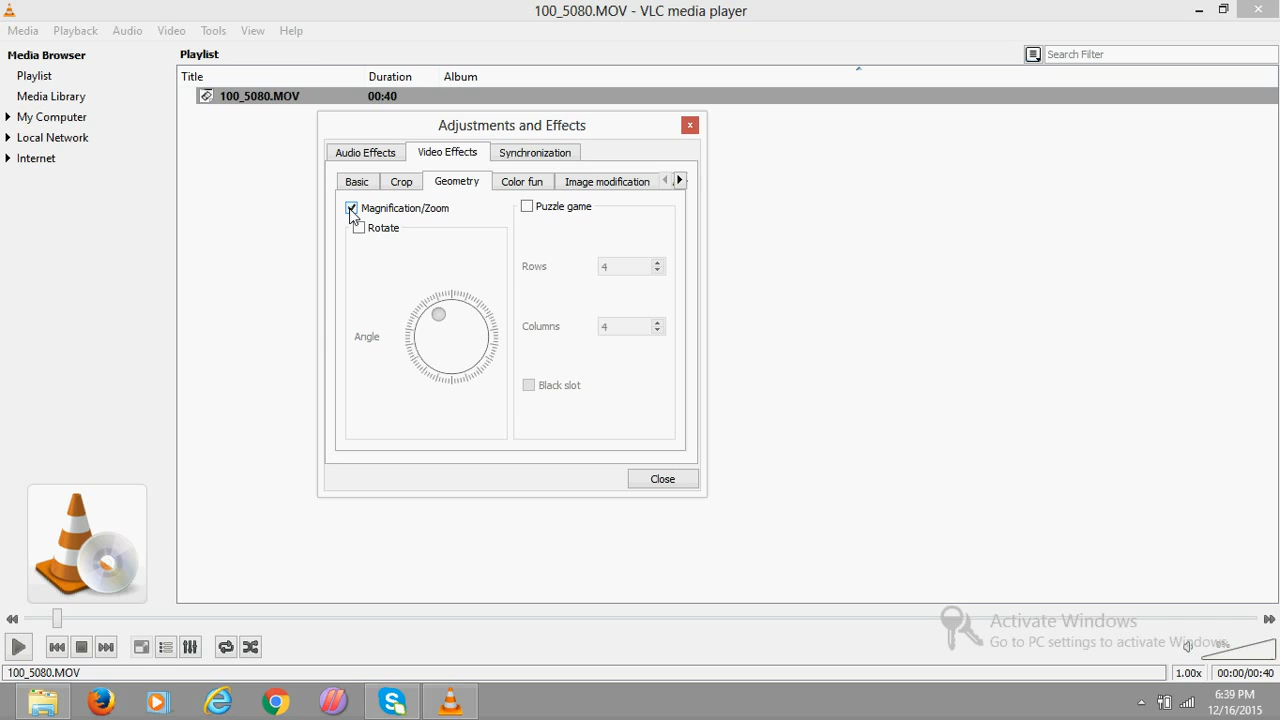 100_5080.MOV - VLC media player
Media Playback Audio Video Tools View Help
Media Browser
Playlist
Media Library
My Computer
Local Network
Internet
Playlist
Search Filter
Title Duration Album
100_5080.MOV 00:40
Adjustments and Effects
Audio Effects Video Effects Synchronization
Basic Crop Geometry Color fun Image modification
Magnification/Zoom
Rotate
Angle
Puzzle game
Rows 4
Columns 4
Black slot
Close
Activate Windows
Go to PC settings to activate Windows.
100_5080.MOV
1.00x 00:00/00:40
6:39 PM
12/16/2015